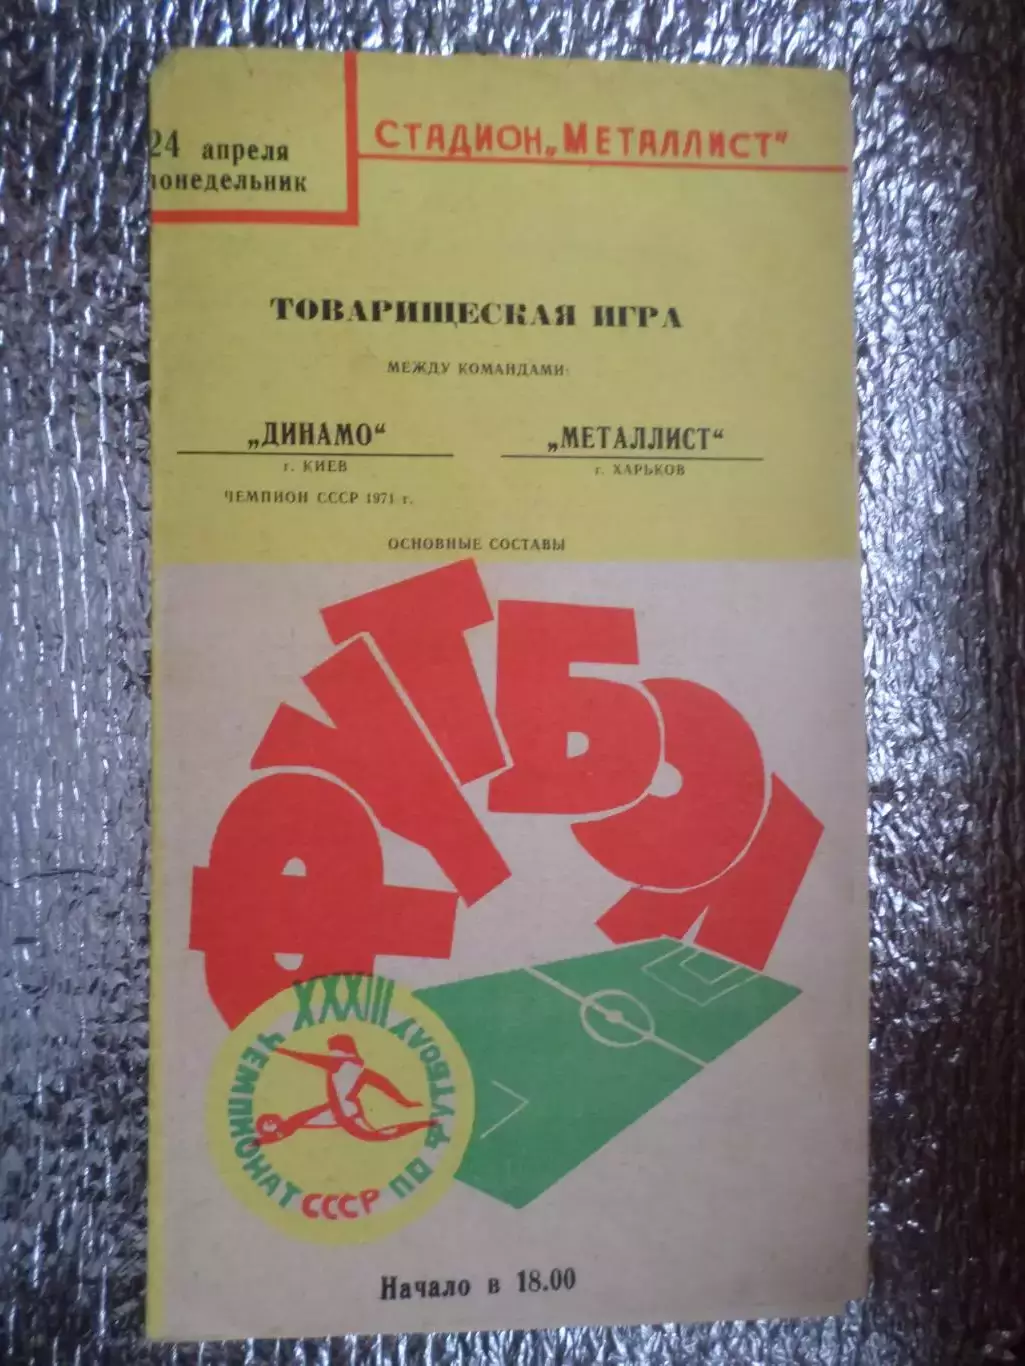 24 апреля
понедельник
СТАДИОН „МЕТАЛЛИСТ“
ТОВАРИЩЕСКАЯ ИГРА
МЕЖДУ КОМАНДАМИ:
„ДИНАМО“ „МЕТАЛЛИСТ“
г. КИЕВ г. ХАРЬКОВ
ЧЕМПИОН СССР 1971 г.
ОСНОВНЫЕ СОСТАВЫ
ФУТБОЛ
XXXIII ЧЕМПИОНАТ СССР ПО ФУТБОЛУ
Начало в 18.00